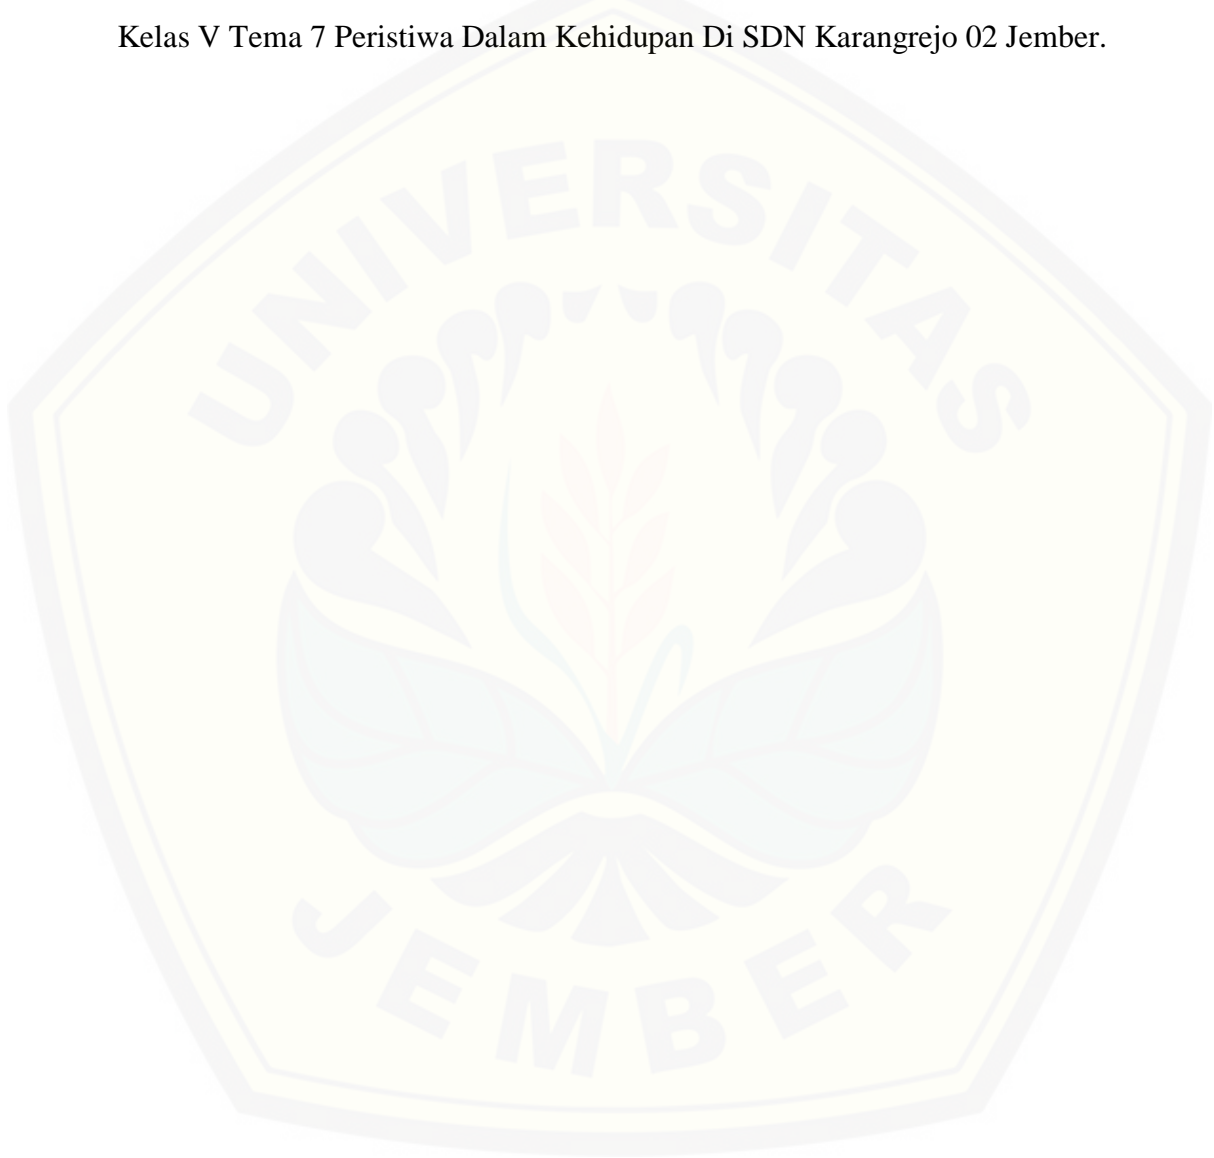 Kelas V Tema 7 Peristiwa Dalam Kehidupan Di SDN Karangrejo 02 Jember.
UNIVERSITAS
JEMBER